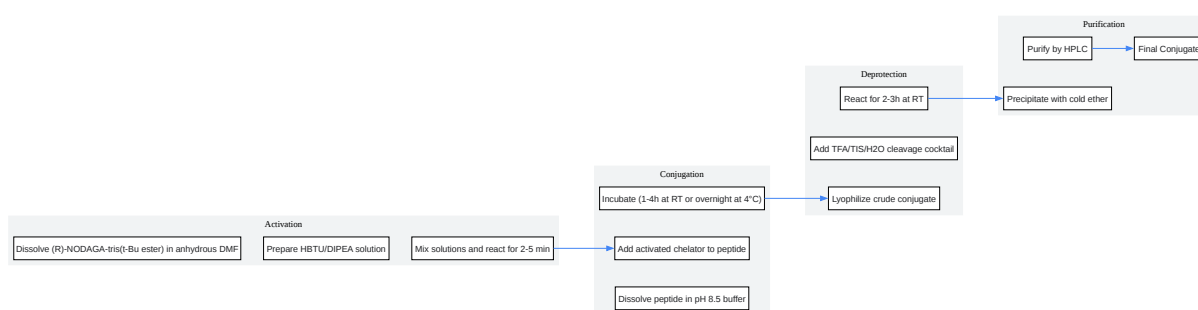 Purification
Purify by HPLC
Final Conjugate
Deprotection
React for 2-3h at RT
Precipitate with cold ether
Add TFA/TIS/H2O cleavage cocktail
Conjugation
Incubate (1-4h at RT or overnight at 4°C)
Lyophilize crude conjugate
Activation
Dissolve (R)-NODAGA-tris(t-Bu ester) in anhydrous DMF
Prepare HBTU/DIPEA solution
Mix solutions and react for 2-5 min
Add activated chelator to peptide
Dissolve peptide in pH 8.5 buffer